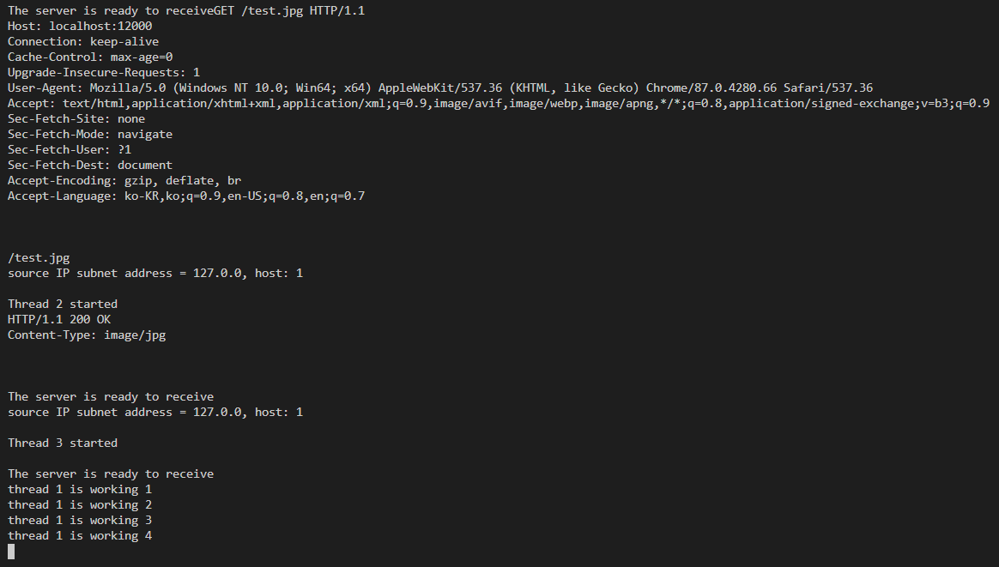 The server is ready to receiveGET /test.jpg HTTP/1.1
Host: localhost:12000
Connection: keep-alive
Cache-Control: max-age=0
Upgrade-Insecure-Requests: 1
User-Agent: Mozilla/5.0 (Windows NT 10.0; Win64; x64) AppleWebKit/537.36 (KHTML, like Gecko) Chrome/87.0.4280.66 Safari/537.36
Accept: text/html,application/xhtml+xml,application/xml;q=0.9,image/avif,image/webp,image/apng,*/*;q=0.8,application/signed-exchange;v=b3;q=0.9
Sec-Fetch-Site: none
Sec-Fetch-Mode: navigate
Sec-Fetch-User: ?1
Sec-Fetch-Dest: document
Accept-Encoding: gzip, deflate, br
Accept-Language: ko-KR,ko;q=0.9,en-US;q=0.8,en;q=0.7
/test.jpg
source IP subnet address = 127.0.0, host: 1
Thread 2 started
HTTP/1.1 200 OK
Content-Type: image/jpg
The server is ready to receive
source IP subnet address = 127.0.0, host: 1
Thread 3 started
The server is ready to receive
thread 1 is working 1
thread 1 is working 2
thread 1 is working 3
thread 1 is working 4